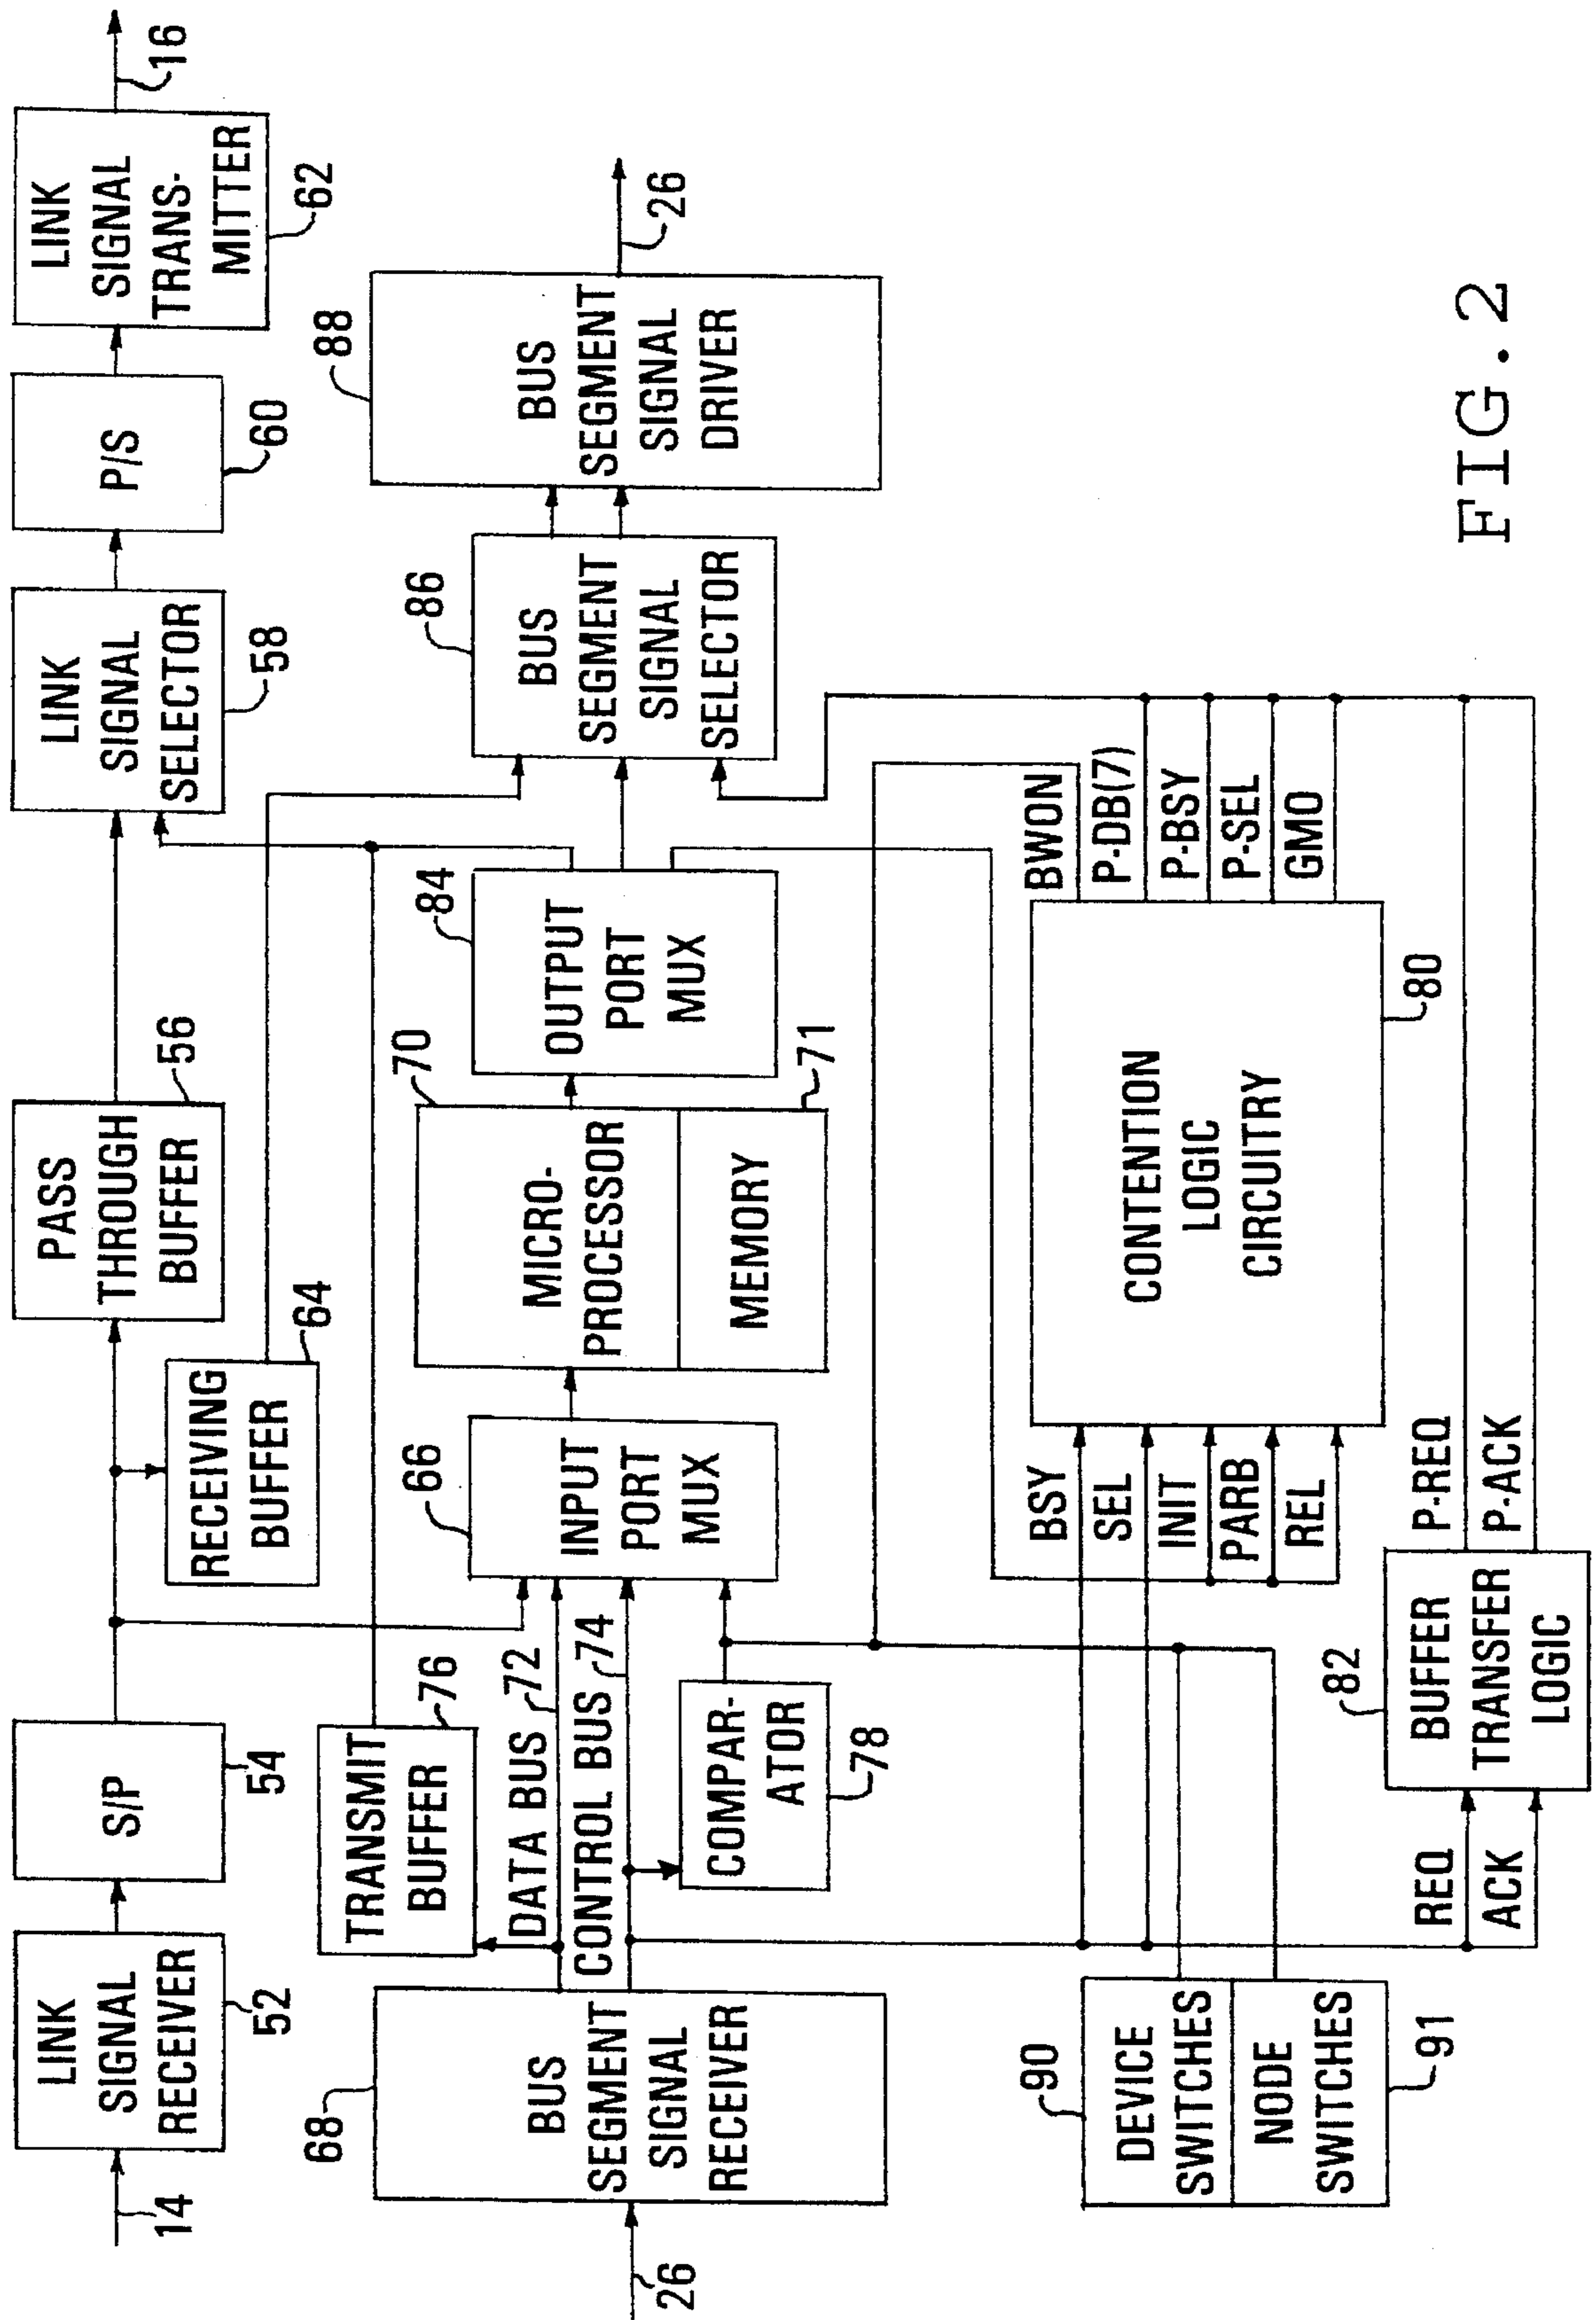 LINK
SIGNAL
RECEIVER
52
14
S/P
54
PASS
THROUGH
BUFFER
56
LINK
SIGNAL
SELECTOR
58
P/S
60
LINK
SIGNAL
TRANS-
MITTER
62
16
RECEIVING
BUFFER
64
TRANSMIT
BUFFER
76
DATA BUS
72
CONTROL BUS
74
68
BUS
SEGMENT
SIGNAL
RECEIVER
26
COMPAR-
ATOR
78
66
INPUT
PORT
MUX
70
MICRO-
PROCESSOR
MEMORY
71
84
OUTPUT
PORT
MUX
86
BUS
SEGMENT
SIGNAL
SELECTOR
88
BUS
SEGMENT
SIGNAL
DRIVER
26
BSY
SEL
INIT
PARB
REL
CONTENTION
LOGIC
CIRCUITRY
80
BWON
P-DB(7)
P-BSY
P-SEL
GMO
90
DEVICE
SWITCHES
NODE
SWITCHES
91
REQ
ACK
82
BUFFER
TRANSFER
LOGIC
P-REQ
P-ACK
FIG.2